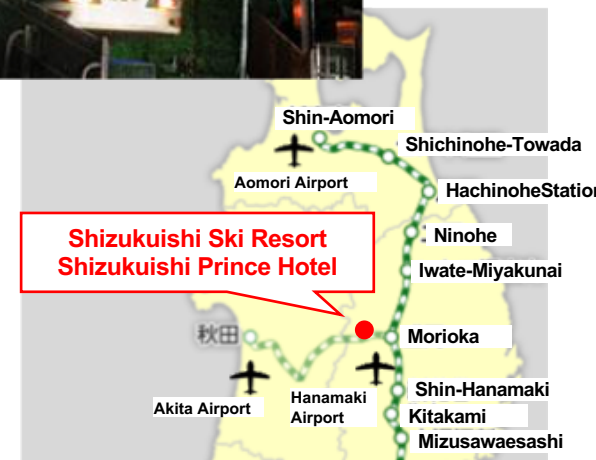 Shin-Aomori
Shichinohe-Towada
Aomori Airport
HachinoheStation
Ninohe
Shizukuishi Ski Resort
Shizukuishi Prince Hotel
Iwate-Miyakunai
秋田
Morioka
Akita Airport
Hanamaki
Airport
Shin-Hanamaki
Kitakami
Mizusawaesashi